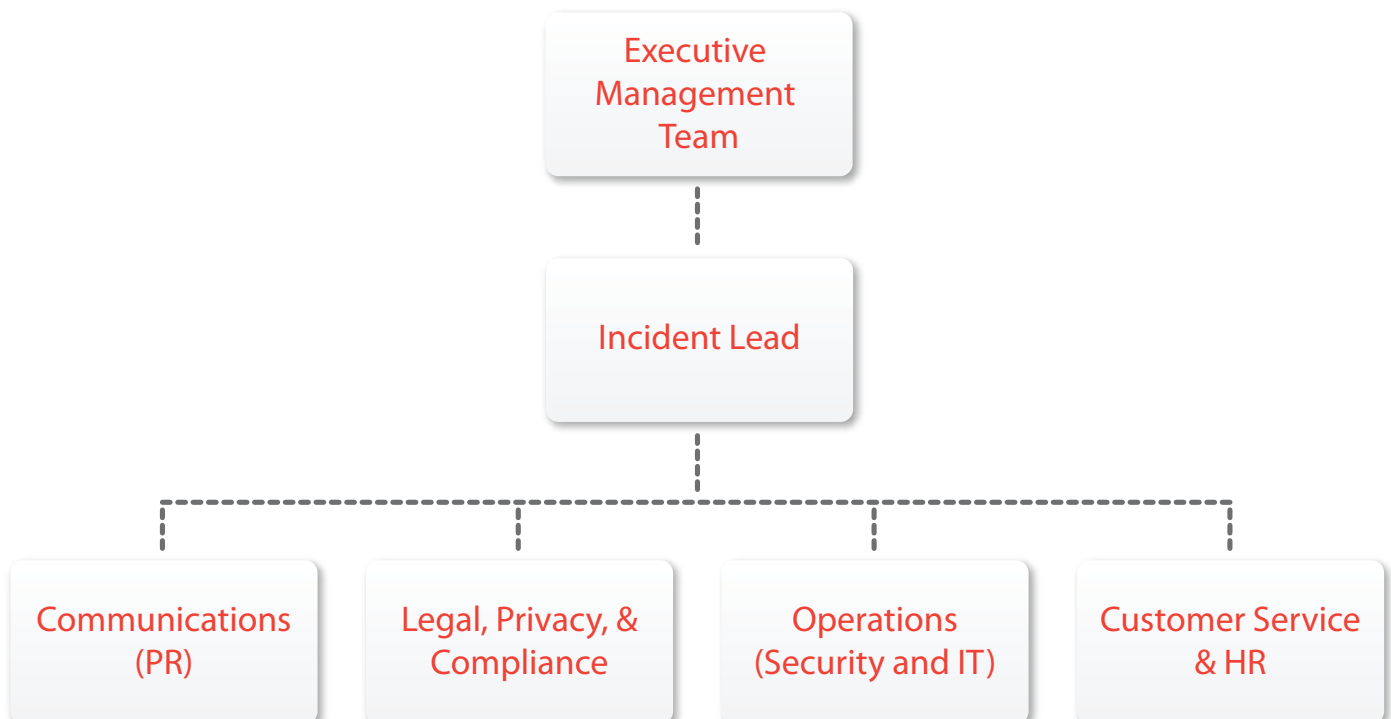 Executive
Management
Team
Incident Lead
Communications
(PR)
Legal, Privacy, &
Compliance
Operations
(Security and IT)
Customer Service
& HR